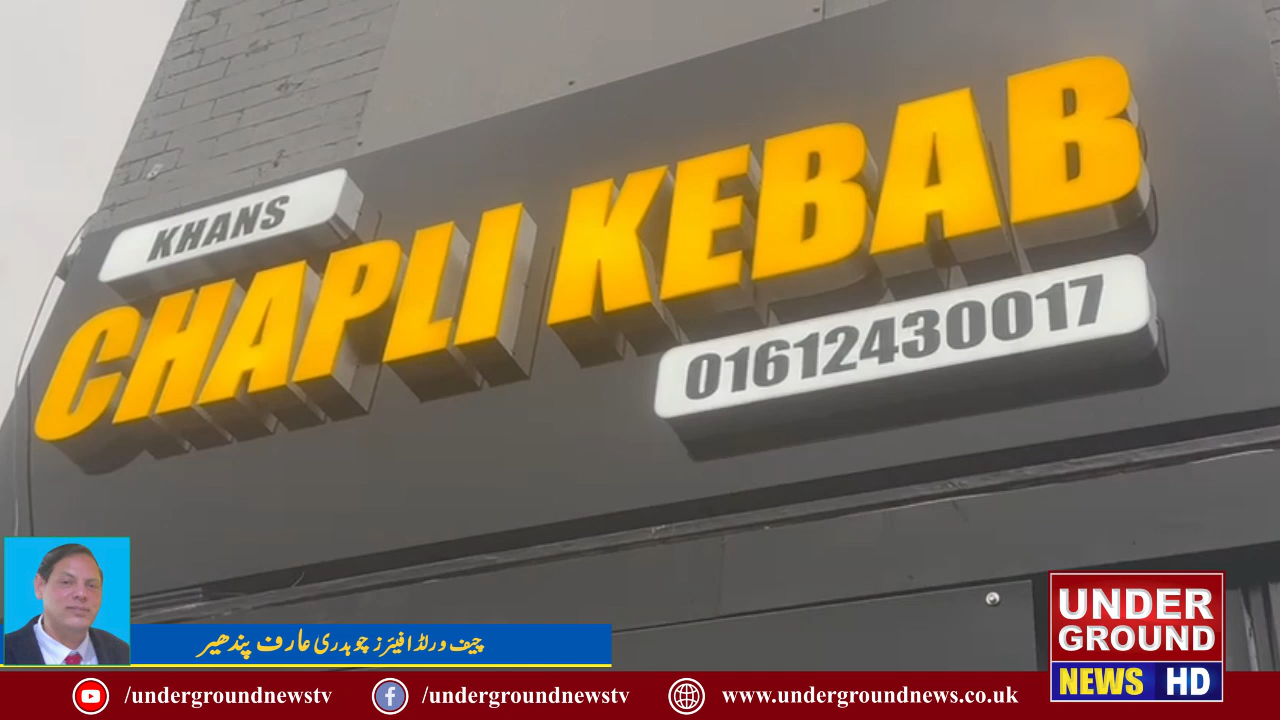 KHANS
CHAPLI KEBAB
01612430017
چیف ورلڈ افیئرز چوہدری عارف پندھیر
UNDER
GROUND
NEWS HD
/undergroundnewstv
/undergroundnewstv
www.undergroundnews.co.uk